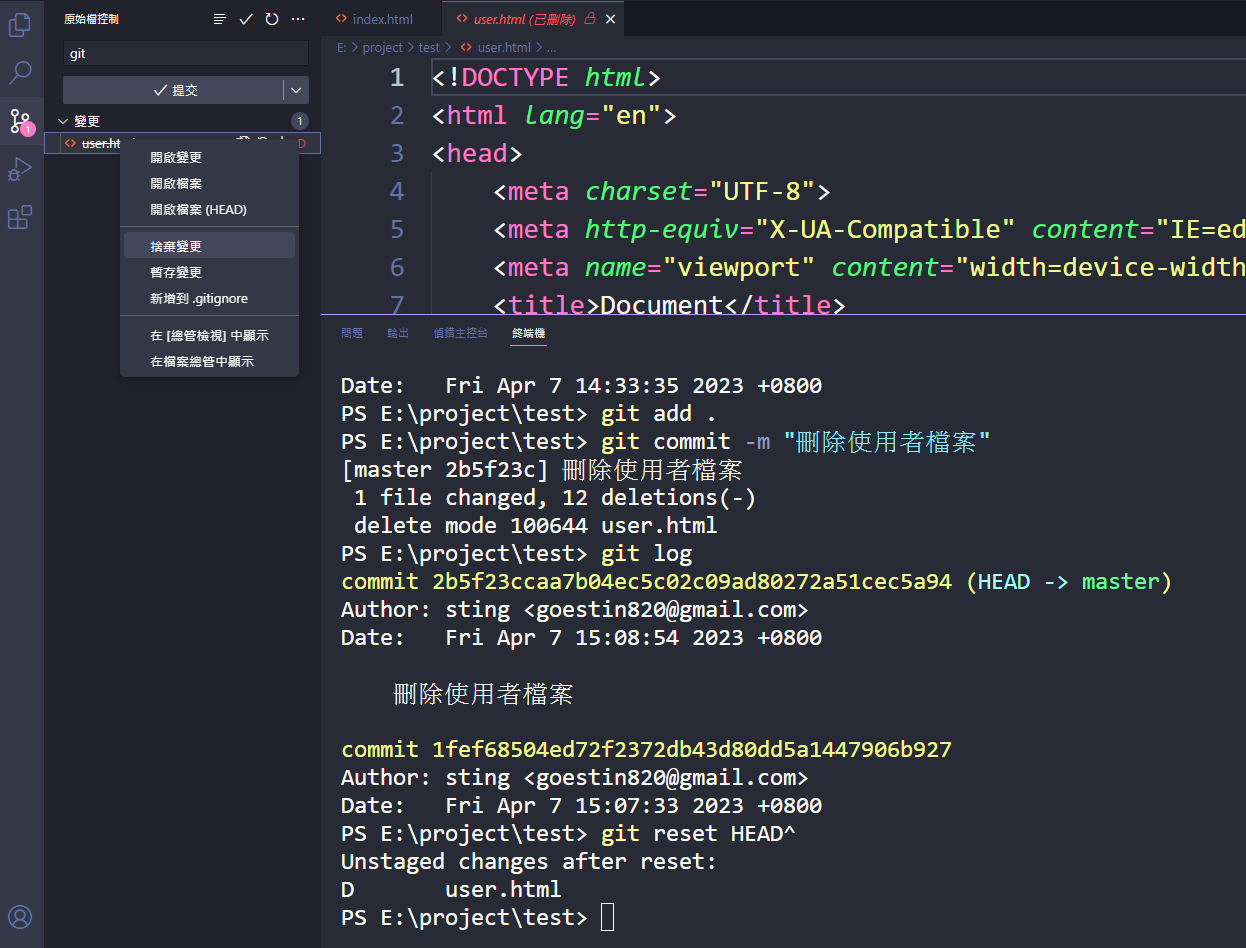 原始檔控制
git
提交
變更 1
user.ht D
開啟變更
開啟檔案
開啟檔案 (HEAD)
捨棄變更
暫存變更
新增到 .gitignore
在 [總管檢視] 中顯示
在檔案總管中顯示
1
index.html
user.html (已刪除)
E: > project > test > user.html > ...
1 <!DOCTYPE html>
2 <html lang="en">
3 <head>
4 <meta charset="UTF-8">
5 <meta http-equiv="X-UA-Compatible" content="IE=ed
6 <meta name="viewport" content="width=device-width
7 <title>Document</title>
問題 輸出 偵錯主控台 終端機
Date:   Fri Apr 7 14:33:35 2023 +0800
PS E:\project\test> git add .
PS E:\project\test> git commit -m "刪除使用者檔案"
[master 2b5f23c] 刪除使用者檔案
1 file changed, 12 deletions(-)
delete mode 100644 user.html
PS E:\project\test> git log
commit 2b5f23ccaa7b04ec5c02c09ad80272a51cec5a94 (HEAD -> master)
Author: sting <goestin820@gmail.com>
Date:   Fri Apr 7 15:08:54 2023 +0800
刪除使用者檔案
commit 1fef68504ed72f2372db43d80dd5a1447906b927
Author: sting <goestin820@gmail.com>
Date:   Fri Apr 7 15:07:33 2023 +0800
PS E:\project\test> git reset HEAD^
Unstaged changes after reset:
D       user.html
PS E:\project\test>